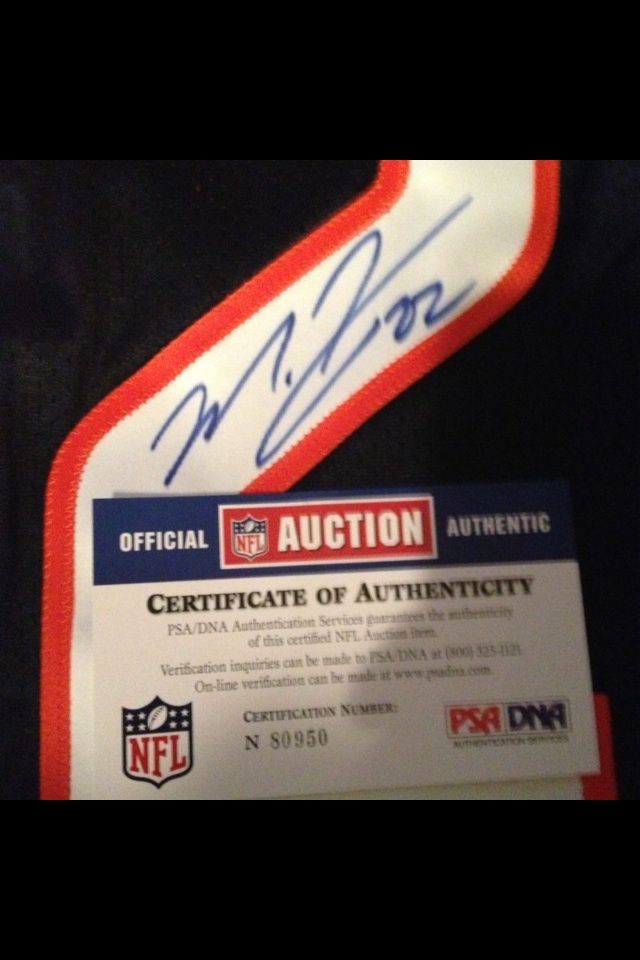 M. F 22
OFFICIAL NFL AUCTION AUTHENTIC
CERTIFICATE OF AUTHENTICITY
PSA/DNA Authentication Services guarantees the authenticity
of this certified NFL Auction item.
Verification inquiries can be made to PSA/DNA at (800) 325-1121.
On-line verification can be made at www.psadna.com.
CERTIFICATION NUMBER:
N 80950
NFL
PSA DNA
AUTHENTICATION SERVICES